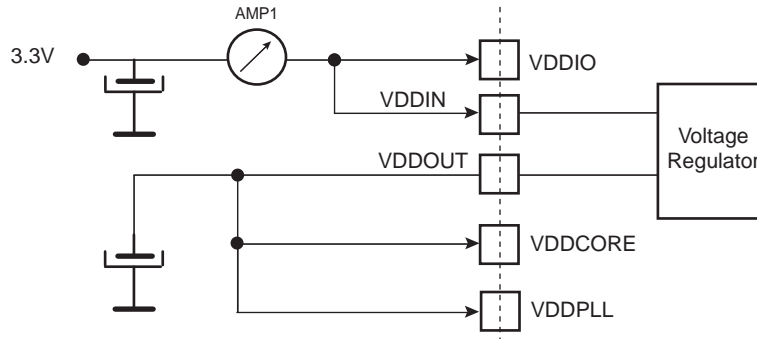 AMP1
3.3V
VDDIO
VDDIN
Voltage
Regulator
VDDOUT
VDDCORE
VDDPLL